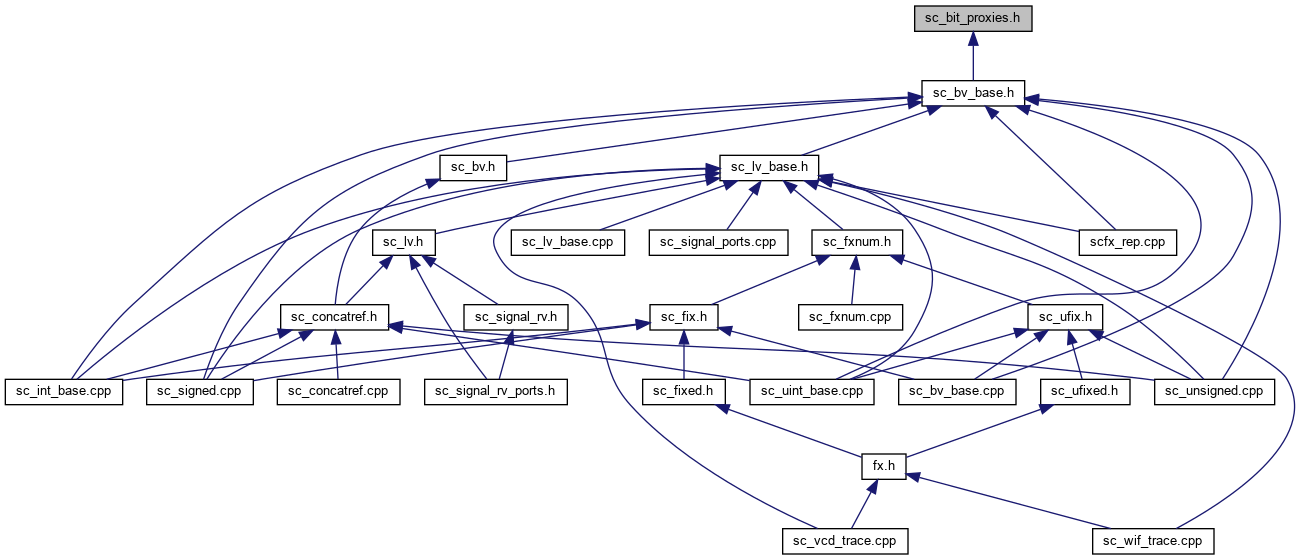 sc_bit_proxies.h
sc_bv_base.h
sc_bv.h
sc_lv_base.h
sc_lv.h
sc_lv_base.cpp
sc_signal_ports.cpp
sc_fxnum.h
scfx_rep.cpp
sc_concatref.h
sc_signal_rv.h
sc_fix.h
sc_fxnum.cpp
sc_ufix.h
sc_int_base.cpp
sc_signed.cpp
sc_concatref.cpp
sc_signal_rv_ports.h
sc_fixed.h
sc_uint_base.cpp
sc_bv_base.cpp
sc_ufixed.h
sc_unsigned.cpp
fx.h
sc_vcd_trace.cpp
sc_wif_trace.cpp